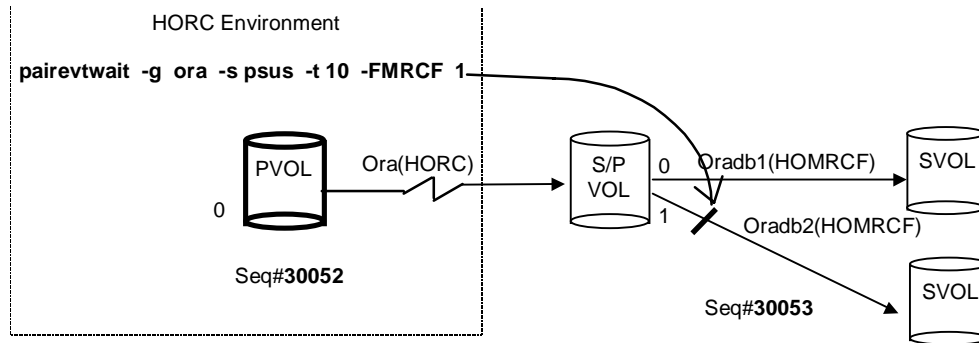 HORC Environment
pairevtwait -g ora -s psus -t 10 -FMRCF 1
PVOL
Ora(HORC)
S/P
VOL
0
Oradb1(HOMRCF)
SVOL
0
1
Oradb2(HOMRCF)
Seq#30052
Seq#30053
SVOL